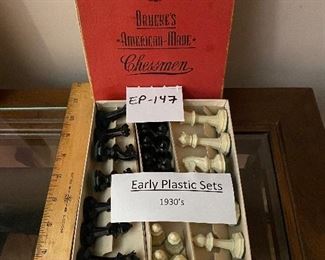 DRUEKE'S
AMERICAN-MADE
Chessmen
EP-147
Early Plastic Sets
1930's